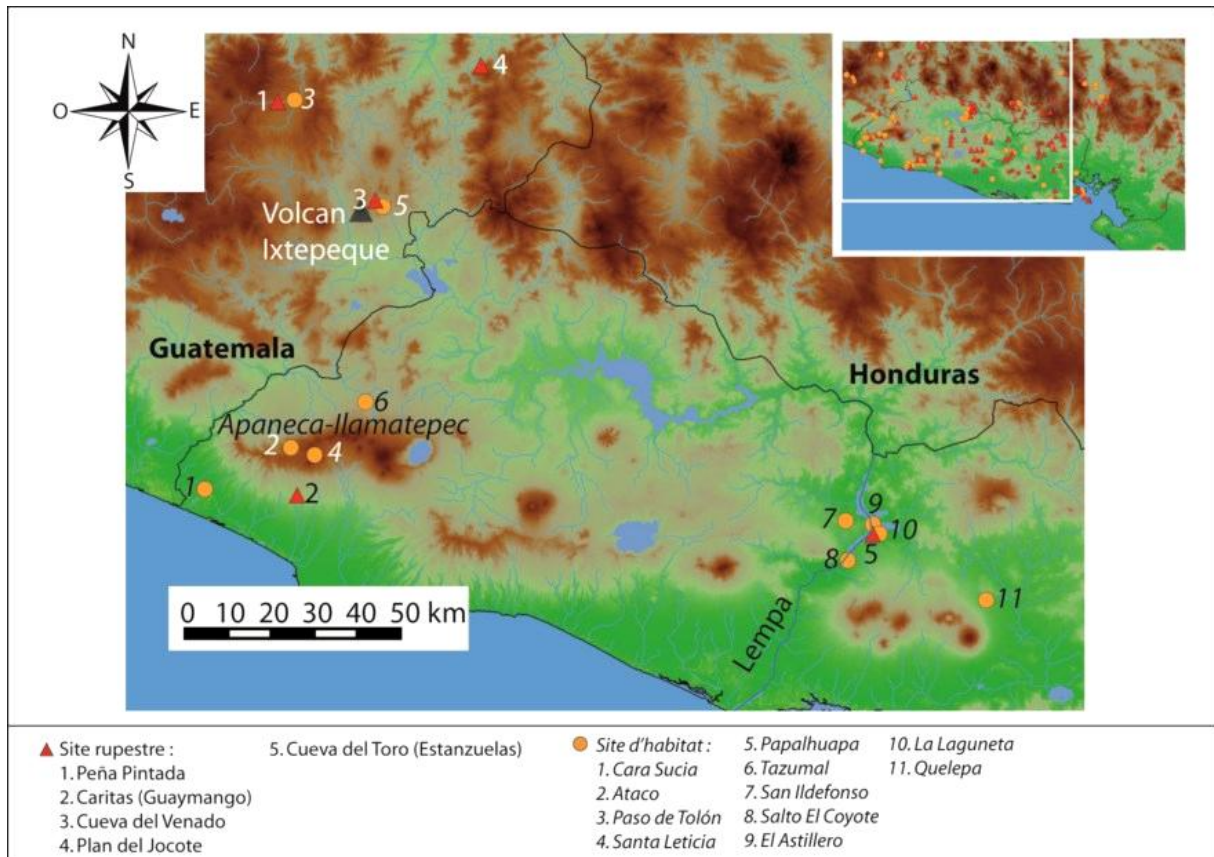 N
O
E
S
1
3
4
3
5
Volcan
Ixtepeque
Guatemala
Honduras
6
Apaneca-Ilamatepec
2
4
1
2
7
9
10
5
8
11
0 10 20 30 40 50 km
Lempa
Site rupestre :
1. Peña Pintada
2. Caritas (Guaymango)
3. Cueva del Venado
4. Plan del Jocote
5. Cueva del Toro (Estanzuelas)
Site d'habitat :
1. Cara Sucia
2. Ataco
3. Paso de Tolón
4. Santa Leticia
5. Papalhuapa
6. Tazumal
7. San Ildefonso
8. Salto El Coyote
9. El Astillero
10. La Laguneta
11. Quelepa